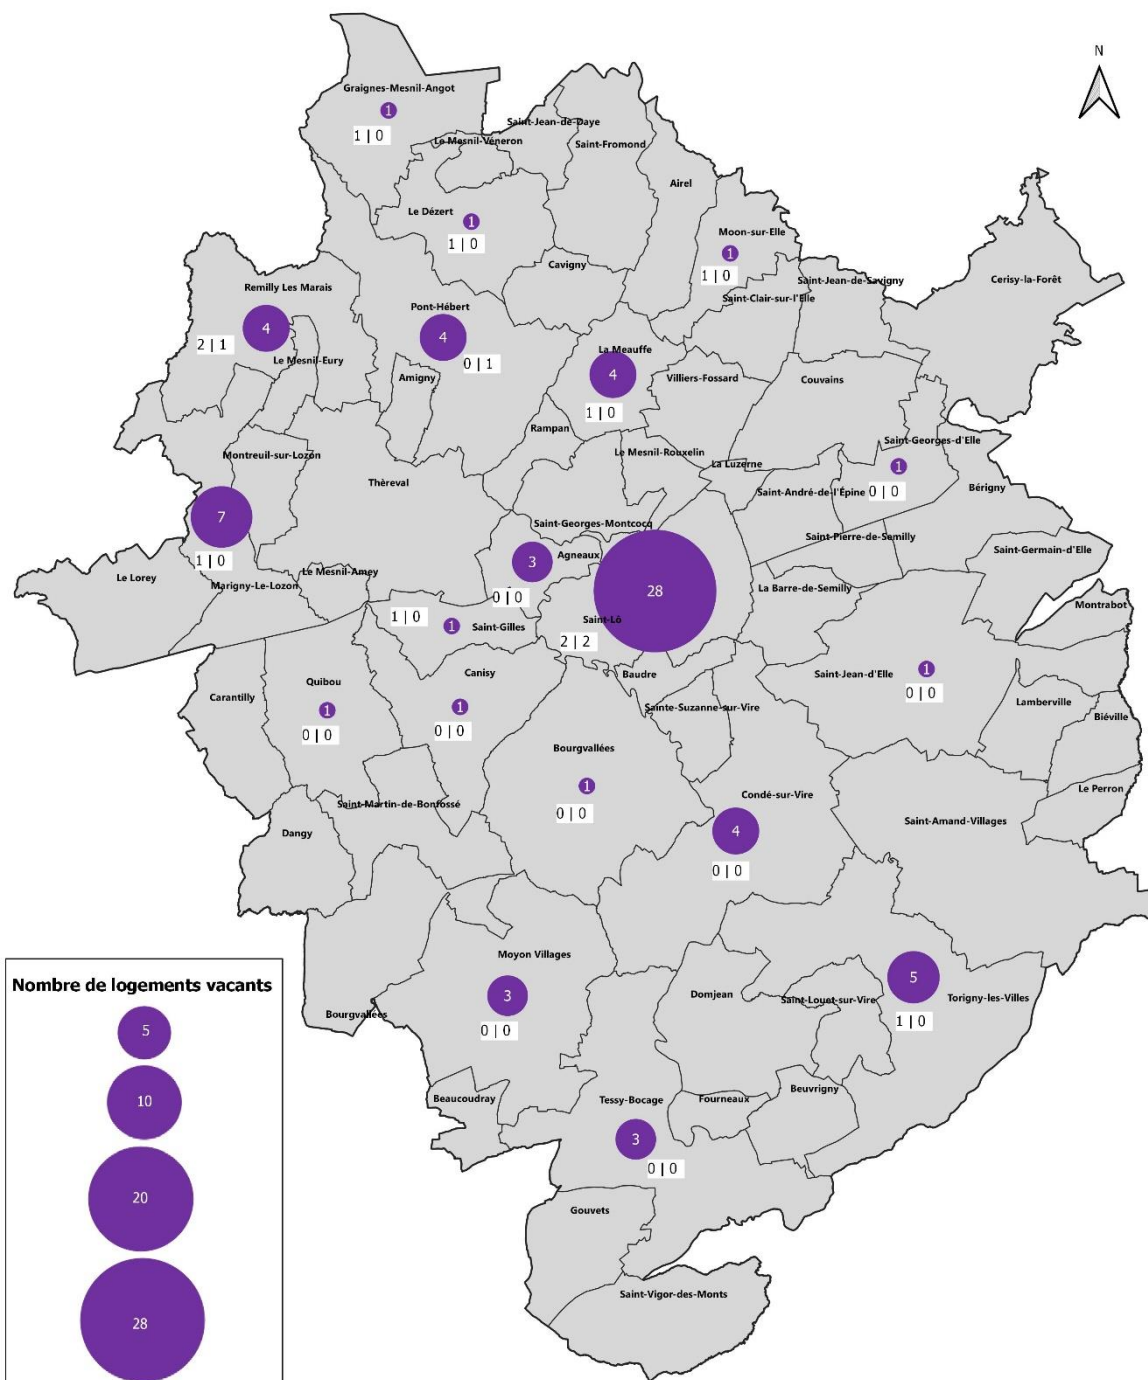 N
Graignes-Mesnil-Angot
1
1 | 0
Saint-Jean-de-Daye
Le Mesnil-Véneron
Saint-Fromond
Airel
Le Dézert
1
1 | 0
Moon-sur-Elle
1
1 | 0
Cavigny
Saint-Jean-de-Savigny
Cerisy-la-Forêt
Remilly Les Marais
4
2 | 1
Saint-Clair-sur-l'Elle
Pont-Hébert
4
0 | 1
Le Mesnil-Eury
La Meauffe
4
1 | 0
Amigny
Villiers-Fossard
Couvains
Rampan
Saint-Georges-d'Elle
1
0 | 0
Montreuil-sur-Lozon
Le Mesnil-Rouxelin
La Luzerne
Thèreval
Saint-André-de-l'Épine
Bérigny
7
1 | 0
Saint-Georges-Montcocq
Saint-Pierre-de-Semilly
Saint-Germain-d'Elle
Agneaux
3
0 | 0
Le Lorey
Marigny-Le-Lozon
Le Mesnil-Amey
28
La Barre-de-Semilly
Montrabot
1 | 0
1
Saint-Gilles
Saint-Lô
2 | 2
Canisy
1
0 | 0
Baudre
Saint-Jean-d'Elle
1
0 | 0
Quibou
1
0 | 0
Carantilly
Lamberville
Biéville
Sainte-Suzanne-sur-Vire
Bourgvallées
1
0 | 0
Condé-sur-Vire
4
0 | 0
Le Perron
Saint-Martin-de-Bonfossé
Saint-Amand-Villages
Dangy
Moyon Villages
3
0 | 0
5
1 | 0
Domjean
Saint-Louet-sur-Vire
Torigny-les-Villes
Bourgvallées
Beaucoudray
Tessy-Bocage
3
0 | 0
Fourneaux
Beuvrigny
Gouvets
Saint-Vigor-des-Monts
Nombre de logements vacants
5
10
20
28